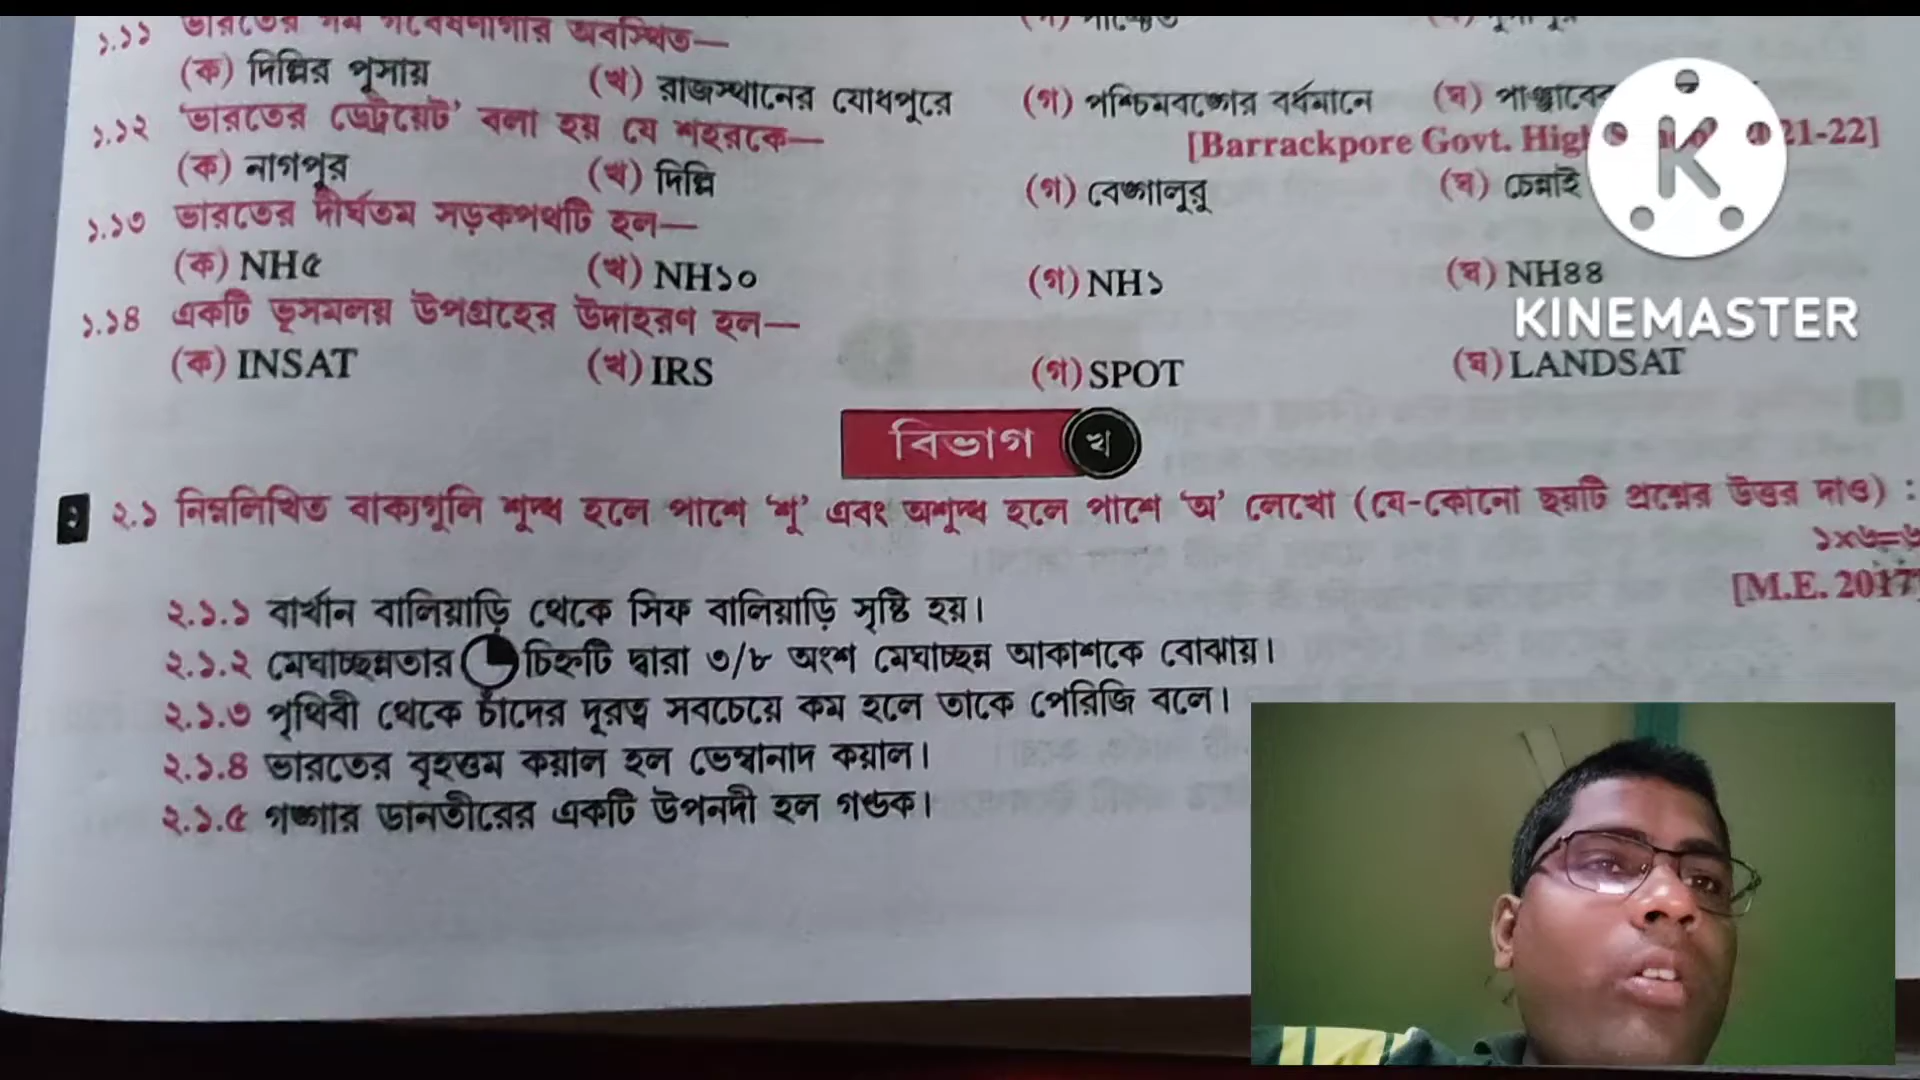 ১.১১ ভারতের গম গবেষণাগার অবস্থিত—
(ক) দিল্লির পুসায় (খ) রাজস্থানের যোধপুরে (গ) পশ্চিমবঙ্গের বর্ধমানে (ঘ) পাঞ্জাবের
১.১২ 'ভারতের ডেট্রয়েট' বলা হয় যে শহরকে—
[Barrackpore Govt. High 21-22]
(ক) নাগপুর (খ) দিল্লি (গ) বেঙ্গালুরু (ঘ) চেন্নাই
১.১৩ ভারতের দীর্ঘতম সড়কপথটি হল—
(ক) NH৫ (খ) NH১০ (গ) NH১ (ঘ) NH৪৪
১.১৪ একটি ভূসমলয় উপগ্রহের উদাহরণ হল—
(ক) INSAT (খ) IRS (গ) SPOT (ঘ) LANDSAT
K
KINEMASTER
বিভাগ খ
২.১ নিম্নলিখিত বাক্যগুলি শুদ্ধ হলে পাশে 'শু' এবং অশুদ্ধ হলে পাশে 'অ' লেখো (যে-কোনো ছয়টি প্রশ্নের উত্তর দাও) :
১×৬=৬
[M.E. 2017]
২.১.১ বার্খান বালিয়াড়ি থেকে সিফ বালিয়াড়ি সৃষ্টি হয়।
২.১.২ মেঘাচ্ছন্নতার চিহ্নটি দ্বারা ৩/৮ অংশ মেঘাচ্ছন্ন আকাশকে বোঝায়।
২.১.৩ পৃথিবী থেকে চাঁদের দূরত্ব সবচেয়ে কম হলে তাকে পেরিজি বলে।
২.১.৪ ভারতের বৃহত্তম কয়াল হল ভেম্বানাদ কয়াল।
২.১.৫ গঙ্গার ডানতীরের একটি উপনদী হল গণ্ডক।